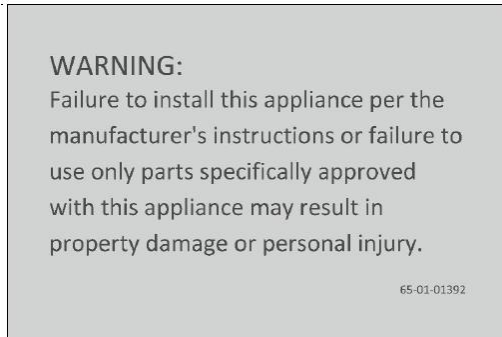 WARNING:
Failure to install this appliance per the
manufacturer's instructions or failure to
use only parts specifically approved
with this appliance may result in
property damage or personal injury.
65-01-01392